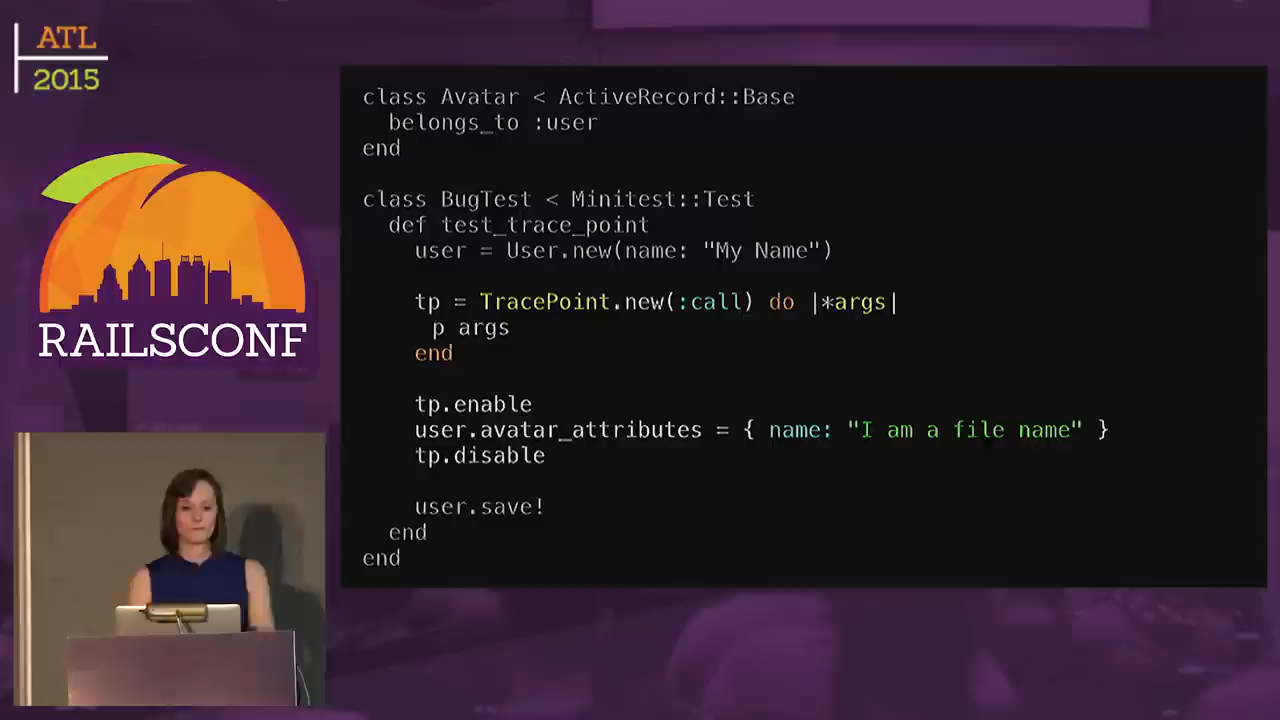 ATL
2015
RAILSCONF
class Avatar < ActiveRecord::Base
  belongs_to :user
end
class BugTest < Minitest::Test
  def test_trace_point
    user = User.new(name: "My Name")
    tp = TracePoint.new(:call) do |*args|
      p args
    end
    tp.enable
    user.avatar_attributes = { name: "I am a file name" }
    tp.disable
    user.save!
  end
end